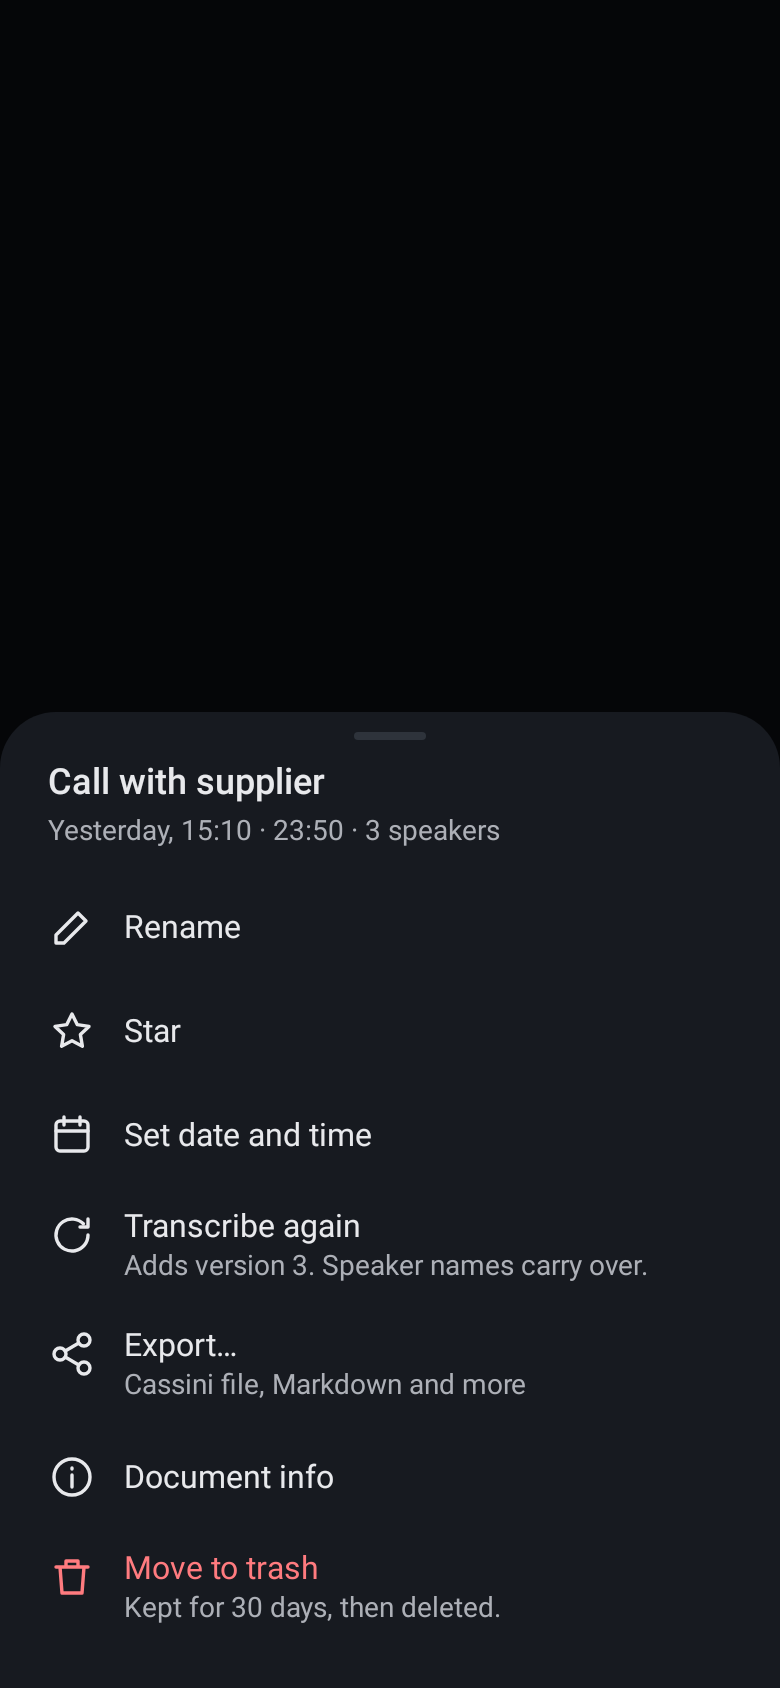 Call with supplier
Yesterday, 15:10 · 23:50 · 3 speakers
Rename
Star
Set date and time
Transcribe again
Adds version 3. Speaker names carry over.
Export…
Cassini file, Markdown and more
Document info
Move to trash
Kept for 30 days, then deleted.